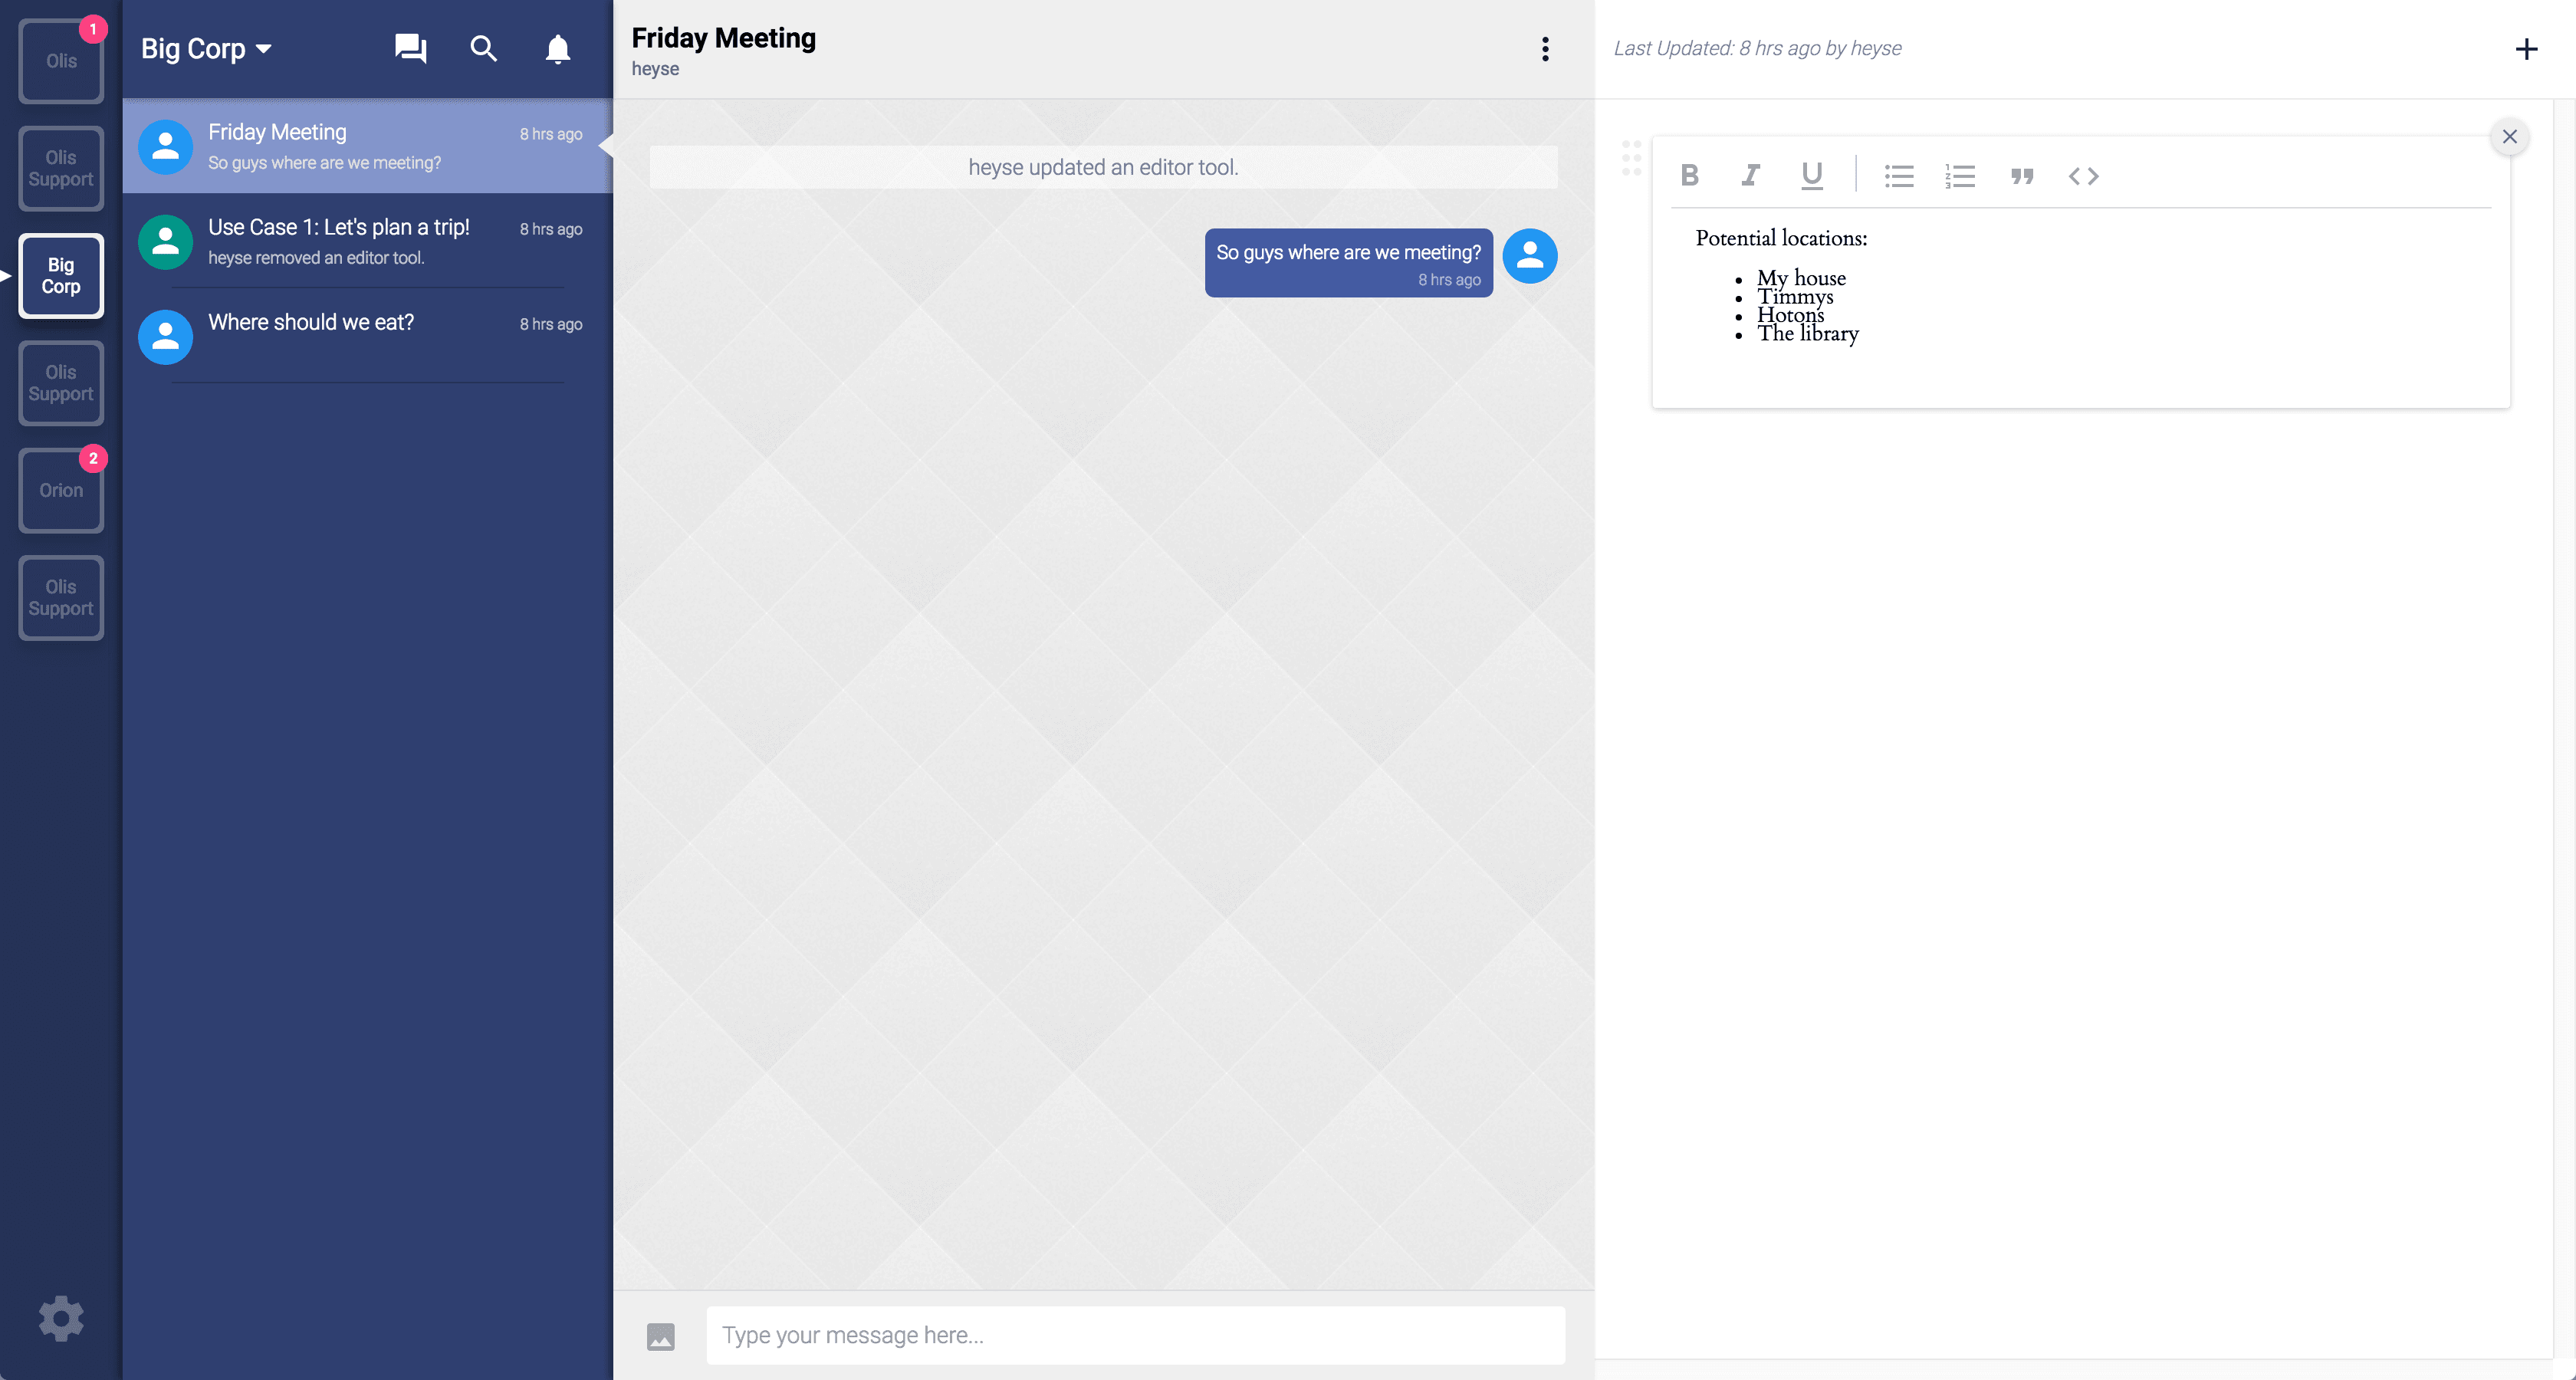 1
Olis
Olis
Support
Big
Corp
Olis
Support
2
Orion
Olis
Support
Big Corp
Friday Meeting
8 hrs ago
So guys where are we meeting?
Use Case 1: Let's plan a trip!
8 hrs ago
heyse removed an editor tool.
Where should we eat?
8 hrs ago
Friday Meeting
heyse
heyse updated an editor tool.
So guys where are we meeting?
8 hrs ago
Type your message here...
Last Updated: 8 hrs ago by heyse
Potential locations:
My house
Timmys
Hotons
The library